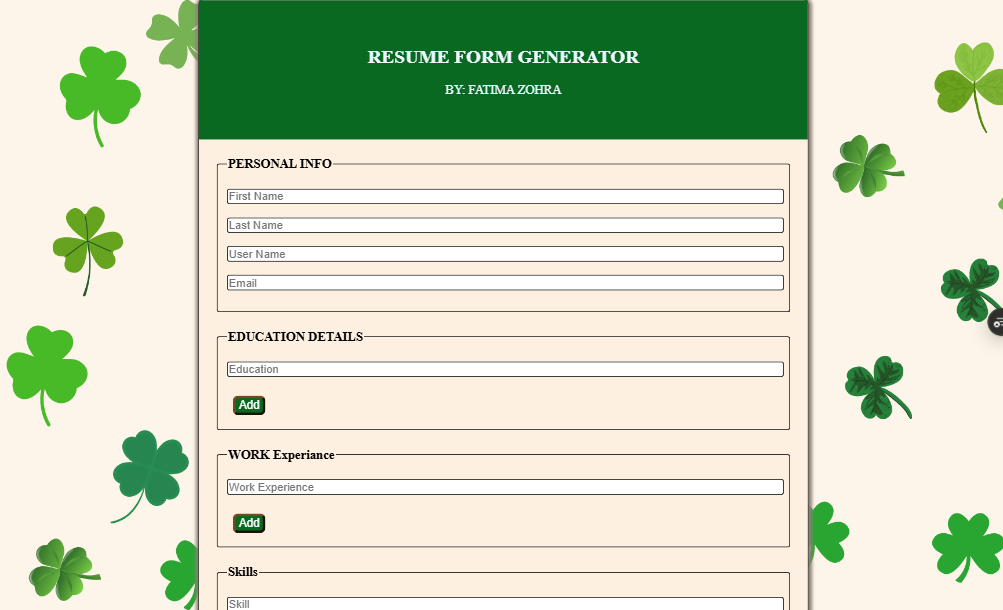 RESUME FORM GENERATOR
BY: FATIMA ZOHRA
PERSONAL INFO
First Name
Last Name
User Name
Email
EDUCATION DETAILS
Education
Add
WORK Experiance
Work Experience
Add
Skills
Skill